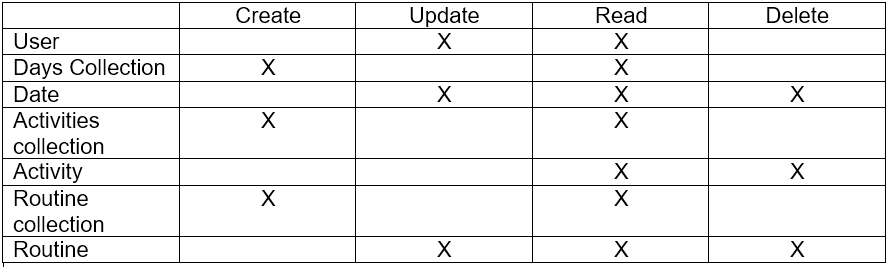 Create Update Read Delete
User X X
Days Collection X X
Date X X X
Activities X X
collection
Activity X X
Routine X X
collection
Routine X X X